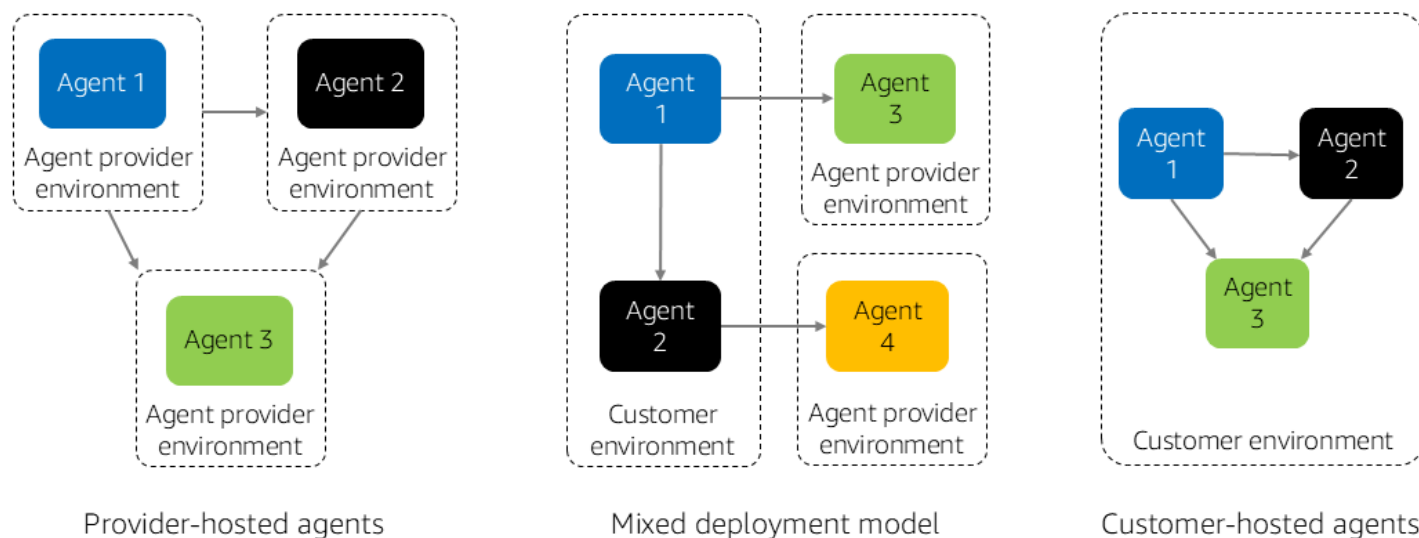 Agent 1
Agent provider
environment
Agent 2
Agent provider
environment
Agent 3
Agent provider
environment
Provider-hosted agents
Agent
1
Agent
2
Customer
environment
Agent
3
Agent provider
environment
Agent
4
Agent provider
environment
Mixed deployment model
Agent
1
Agent
2
Agent
3
Customer environment
Customer-hosted agents